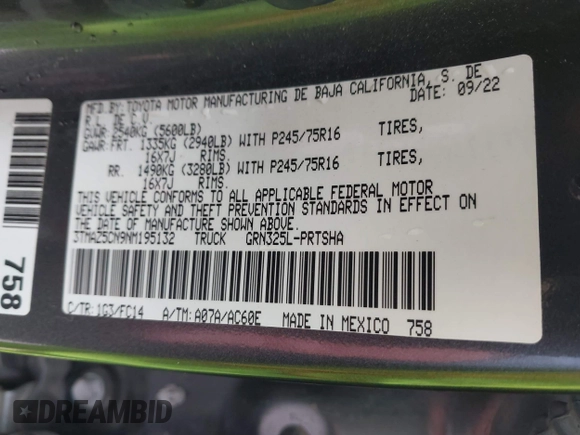 MFD. BY: TOYOTA MOTOR MANUFACTURING DE BAJA CALIFORNIA, S. DE
R.L. DE C.V. DATE: 09/22
GVWR: 2540KG (5600LB)
GAWR: FRT. 1335KG (2940LB) WITH P245/75R16 TIRES,
16X7J RIMS.
RR. 1490KG (3280LB) WITH P245/75R16 TIRES,
16X7J RIMS.
THIS VEHICLE CONFORMS TO ALL APPLICABLE FEDERAL MOTOR
VEHICLE SAFETY AND THEFT PREVENTION STANDARDS IN EFFECT ON
THE DATE OF MANUFACTURE SHOWN ABOVE.
3TMAZ5CN9NM195132 TRUCK GRN325L-PRTSHA
C/TR: 1G3/FC14 A/TM: A07A/AC60E MADE IN MEXICO 758
758
DREAMBID